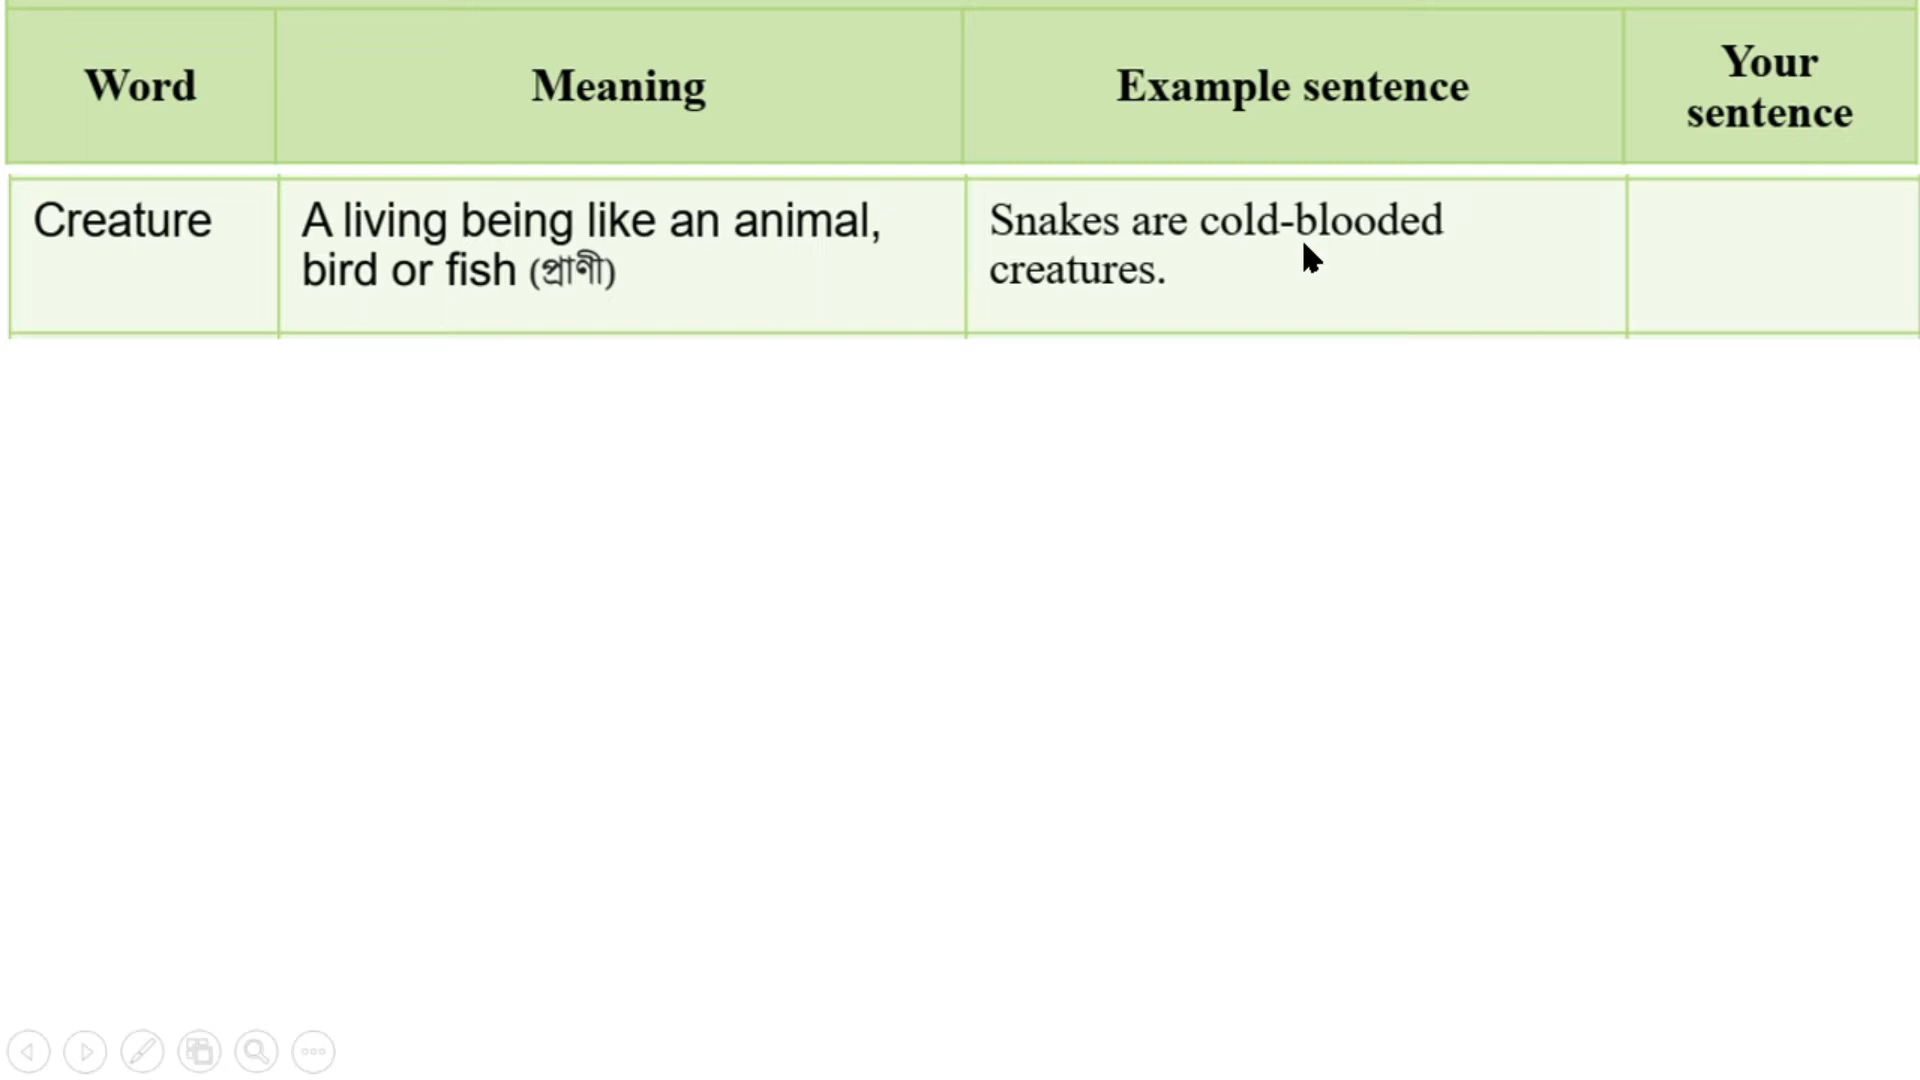 Word
Meaning
Example sentence
Your
sentence
Creature
A living being like an animal,
bird or fish (প্রাণী)
Snakes are cold-blooded
creatures.